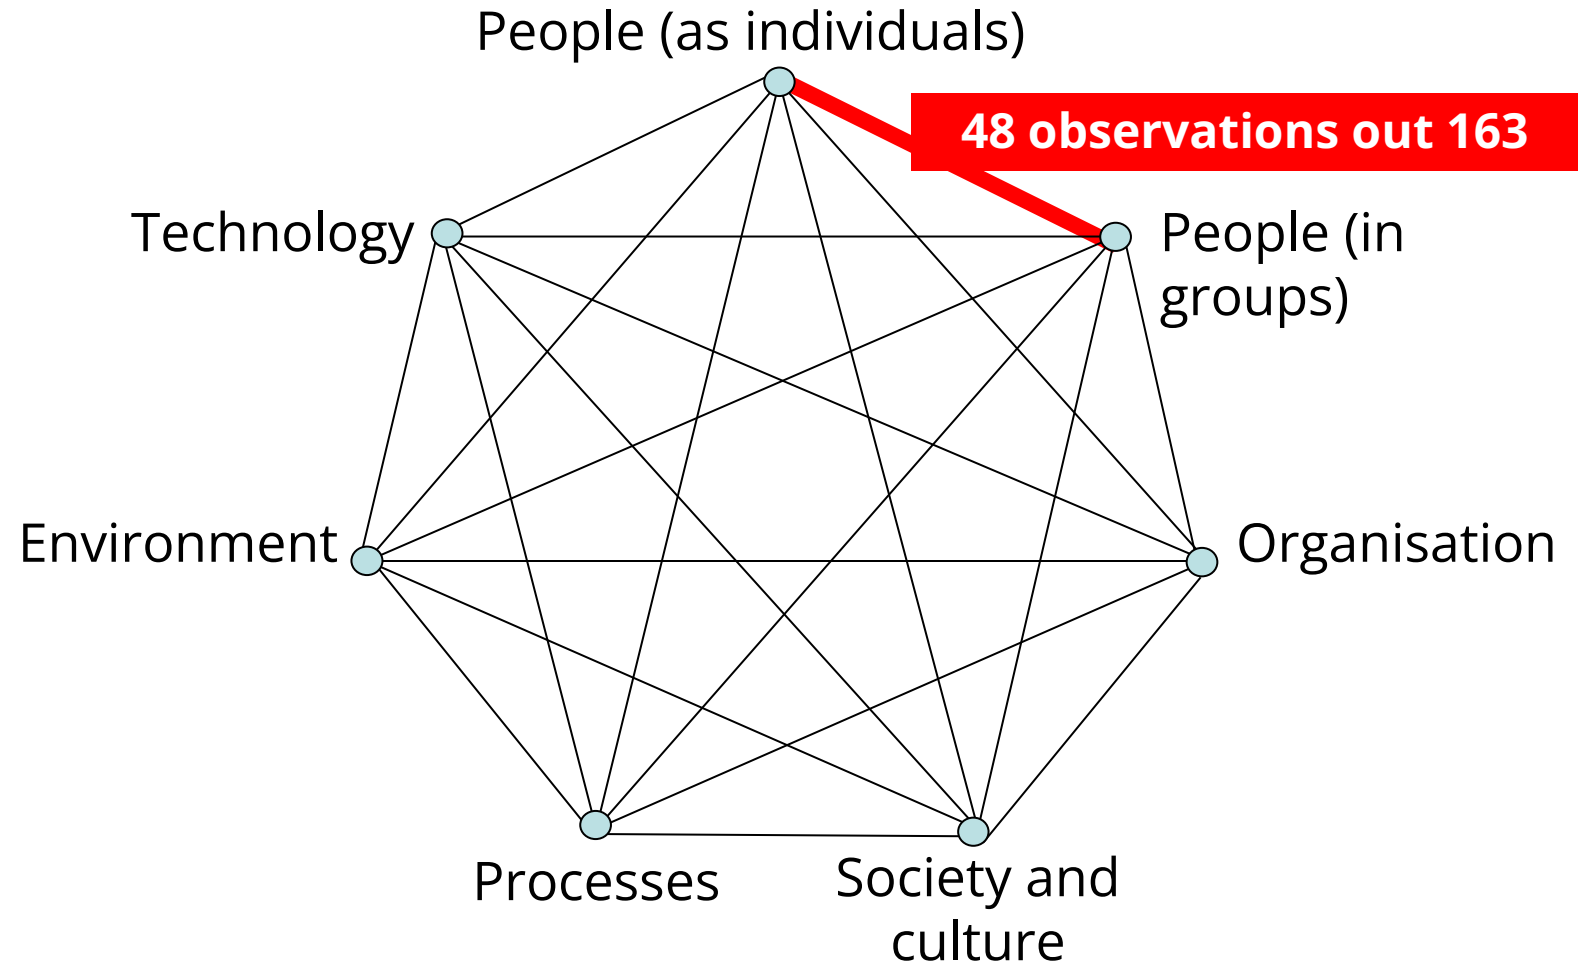 People (as individuals)
48 observations out 163
Technology
People (in
groups)
Environment
Organisation
Processes
Society and
culture